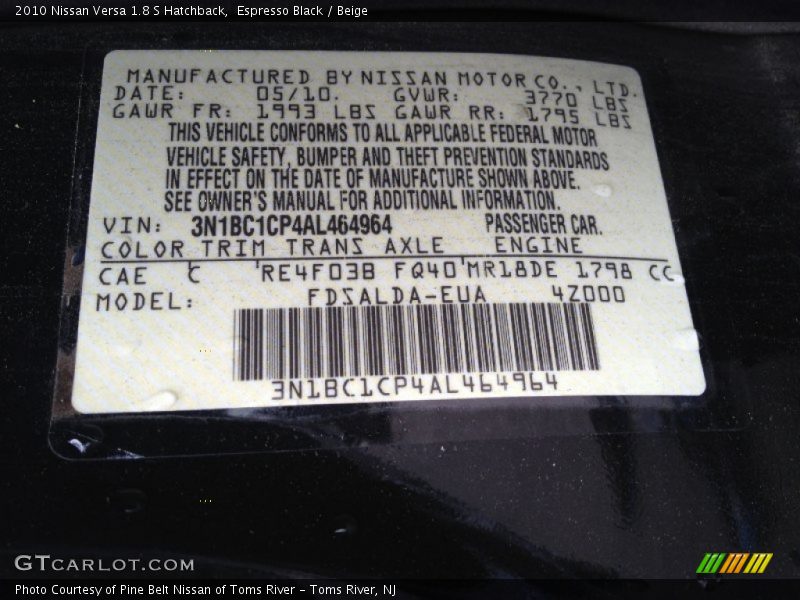 2010 Nissan Versa 1.8 S Hatchback, Espresso Black / Beige
MANUFACTURED BY NISSAN MOTOR CO., LTD.
DATE: 05/10. GVWR: 3770 LBS
GAWR FR: 1993 LBS GAWR RR: 1795 LBS
THIS VEHICLE CONFORMS TO ALL APPLICABLE FEDERAL MOTOR
VEHICLE SAFETY, BUMPER AND THEFT PREVENTION STANDARDS
IN EFFECT ON THE DATE OF MANUFACTURE SHOWN ABOVE.
SEE OWNER'S MANUAL FOR ADDITIONAL INFORMATION.
VIN: 3N1BC1CP4AL464964 PASSENGER CAR.
COLOR TRIM TRANS AXLE ENGINE
CAE C RE4F03B FQ40 MR18DE 1798 CC
MODEL: FDSALDA-EUA 4Z000
3N1BC1CP4AL464964
GTCARLOT.COM
Photo Courtesy of Pine Belt Nissan of Toms River – Toms River, NJ